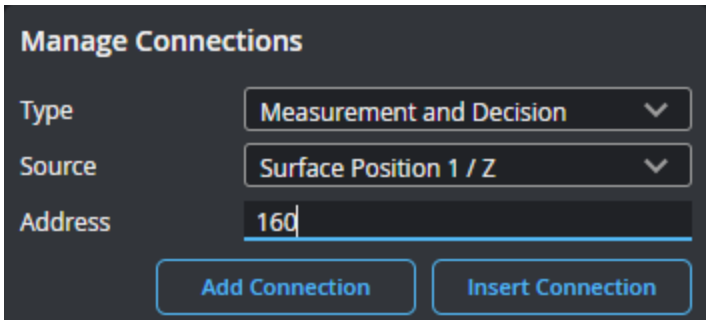 Manage Connections
Type Measurement and Decision
Source Surface Position 1 / Z
Address 160
Add Connection Insert Connection